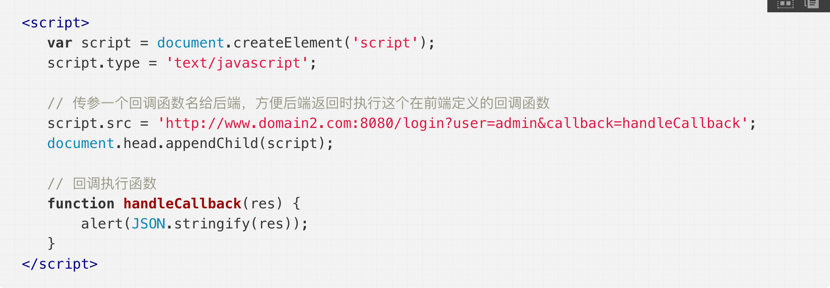 <script>
var script = document.createElement('script');
script.type = 'text/javascript';
// 传参一个回调函数名给后端，方便后端返回时执行这个在前端定义的回调函数
script.src = 'http://www.domain2.com:8080/login?user=admin&callback=handleCallback';
document.head.appendChild(script);
// 回调执行函数
function handleCallback(res) {
alert(JSON.stringify(res));
}
</script>